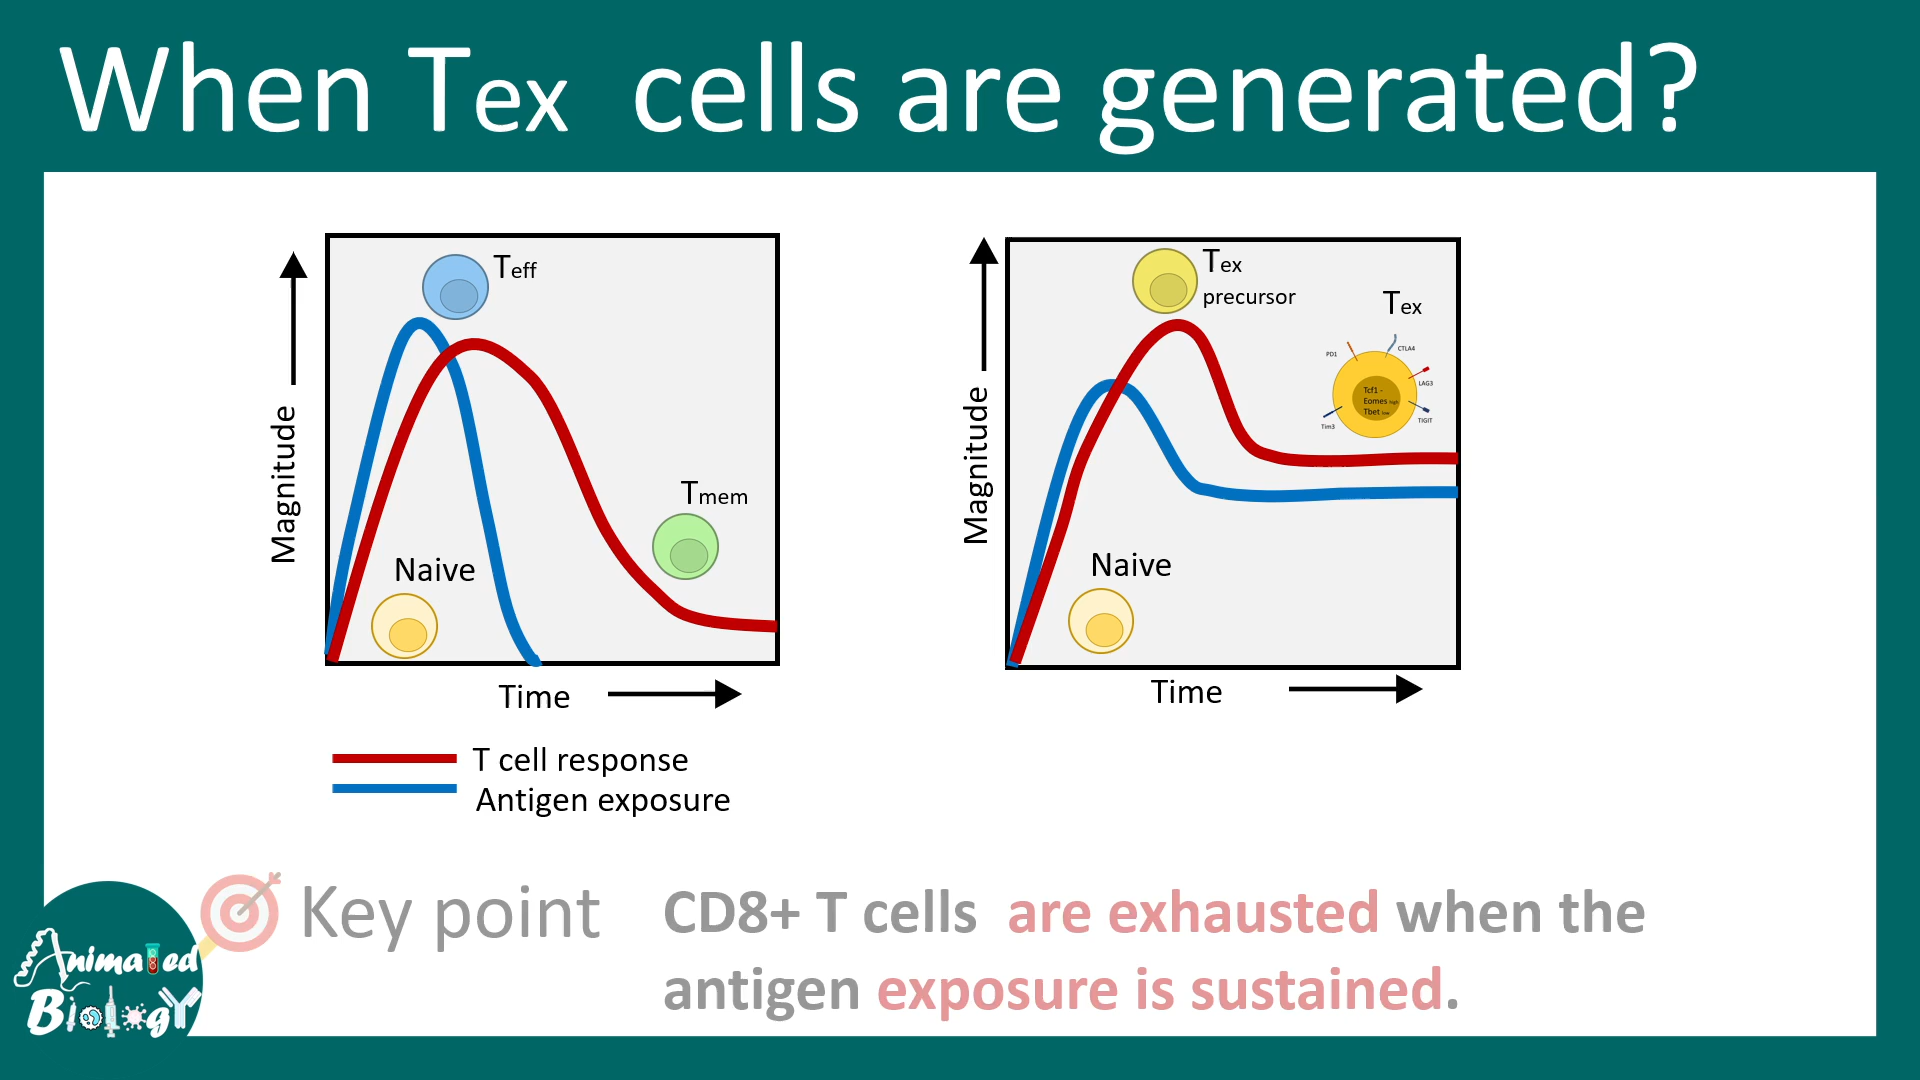 When Tex cells are generated?
Teff
Tmem
Naive
Magnitude
Time
T cell response
Antigen exposure
Tex
precursor
Tex
PD1
CTLA4
LAG3
TIGIT
Tim3
Tcf1 -
Eomes high
Tbet low
Naive
Magnitude
Time
Key point
CD8+ T cells are exhausted when the
antigen exposure is sustained.
Animated
Biology